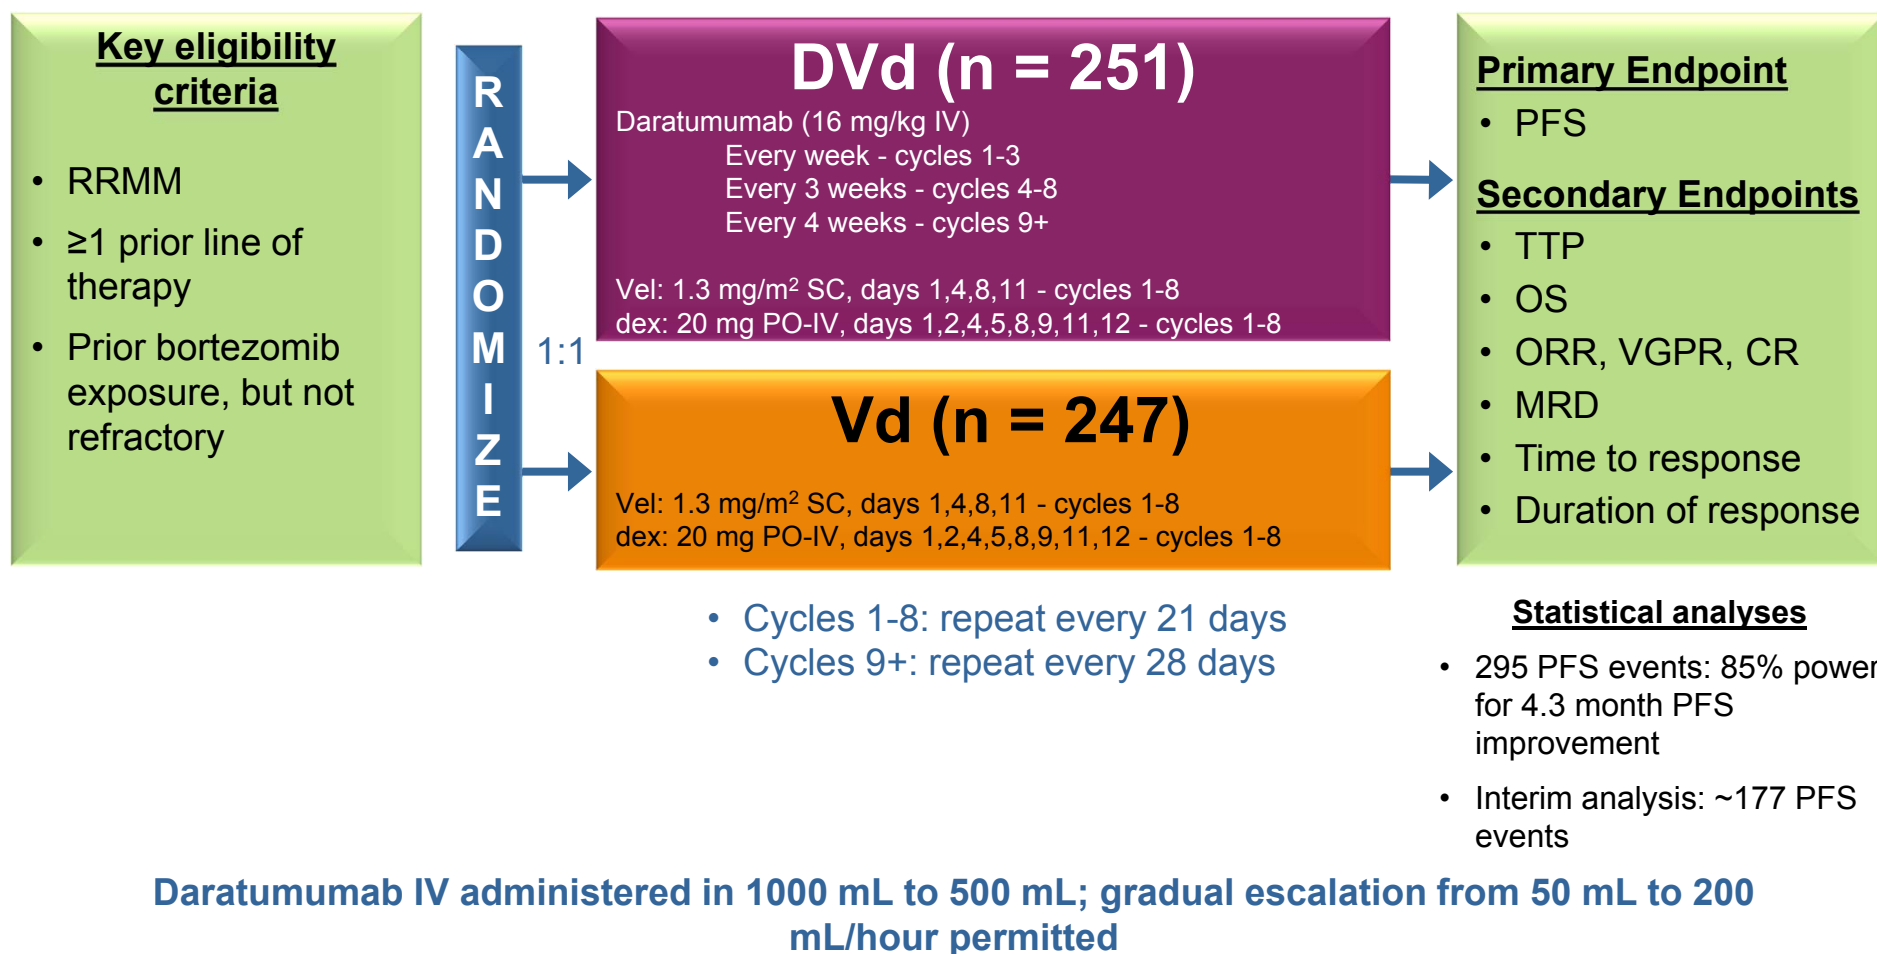 Key eligibility
criteria
• RRMM
• ≥1 prior line of
therapy
• Prior bortezomib
exposure, but not
refractory
R
A
N
D
O
M
I
Z
E
1:1
DVd (n = 251)
Daratumumab (16 mg/kg IV)
Every week - cycles 1-3
Every 3 weeks - cycles 4-8
Every 4 weeks - cycles 9+
Vel: 1.3 mg/m² SC, days 1,4,8,11 - cycles 1-8
dex: 20 mg PO-IV, days 1,2,4,5,8,9,11,12 - cycles 1-8
Vd (n = 247)
Vel: 1.3 mg/m² SC, days 1,4,8,11 - cycles 1-8
dex: 20 mg PO-IV, days 1,2,4,5,8,9,11,12 - cycles 1-8
• Cycles 1-8: repeat every 21 days
• Cycles 9+: repeat every 28 days
Primary Endpoint
• PFS
Secondary Endpoints
• TTP
• OS
• ORR, VGPR, CR
• MRD
• Time to response
• Duration of response
Statistical analyses
• 295 PFS events: 85% power
for 4.3 month PFS
improvement
• Interim analysis: ~177 PFS
events
Daratumumab IV administered in 1000 mL to 500 mL; gradual escalation from 50 mL to 200
mL/hour permitted